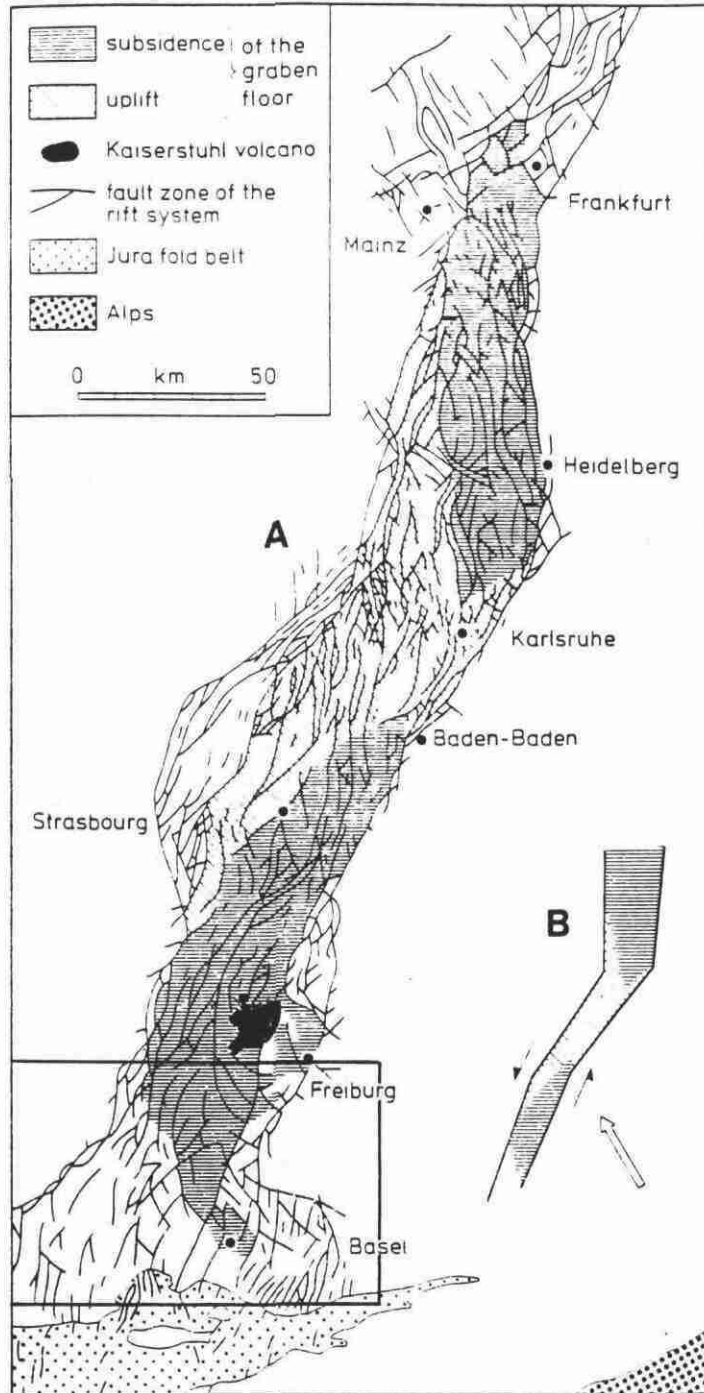 subsidence
of the
graben
floor
uplift
Kaiserstuhl volcano
fault zone of the
rift system
Jura fold belt
Alps
0 km 50
Frankfurt
Mainz
Heidelberg
A
Karlsruhe
Baden-Baden
Strasbourg
B
Freiburg
Basel